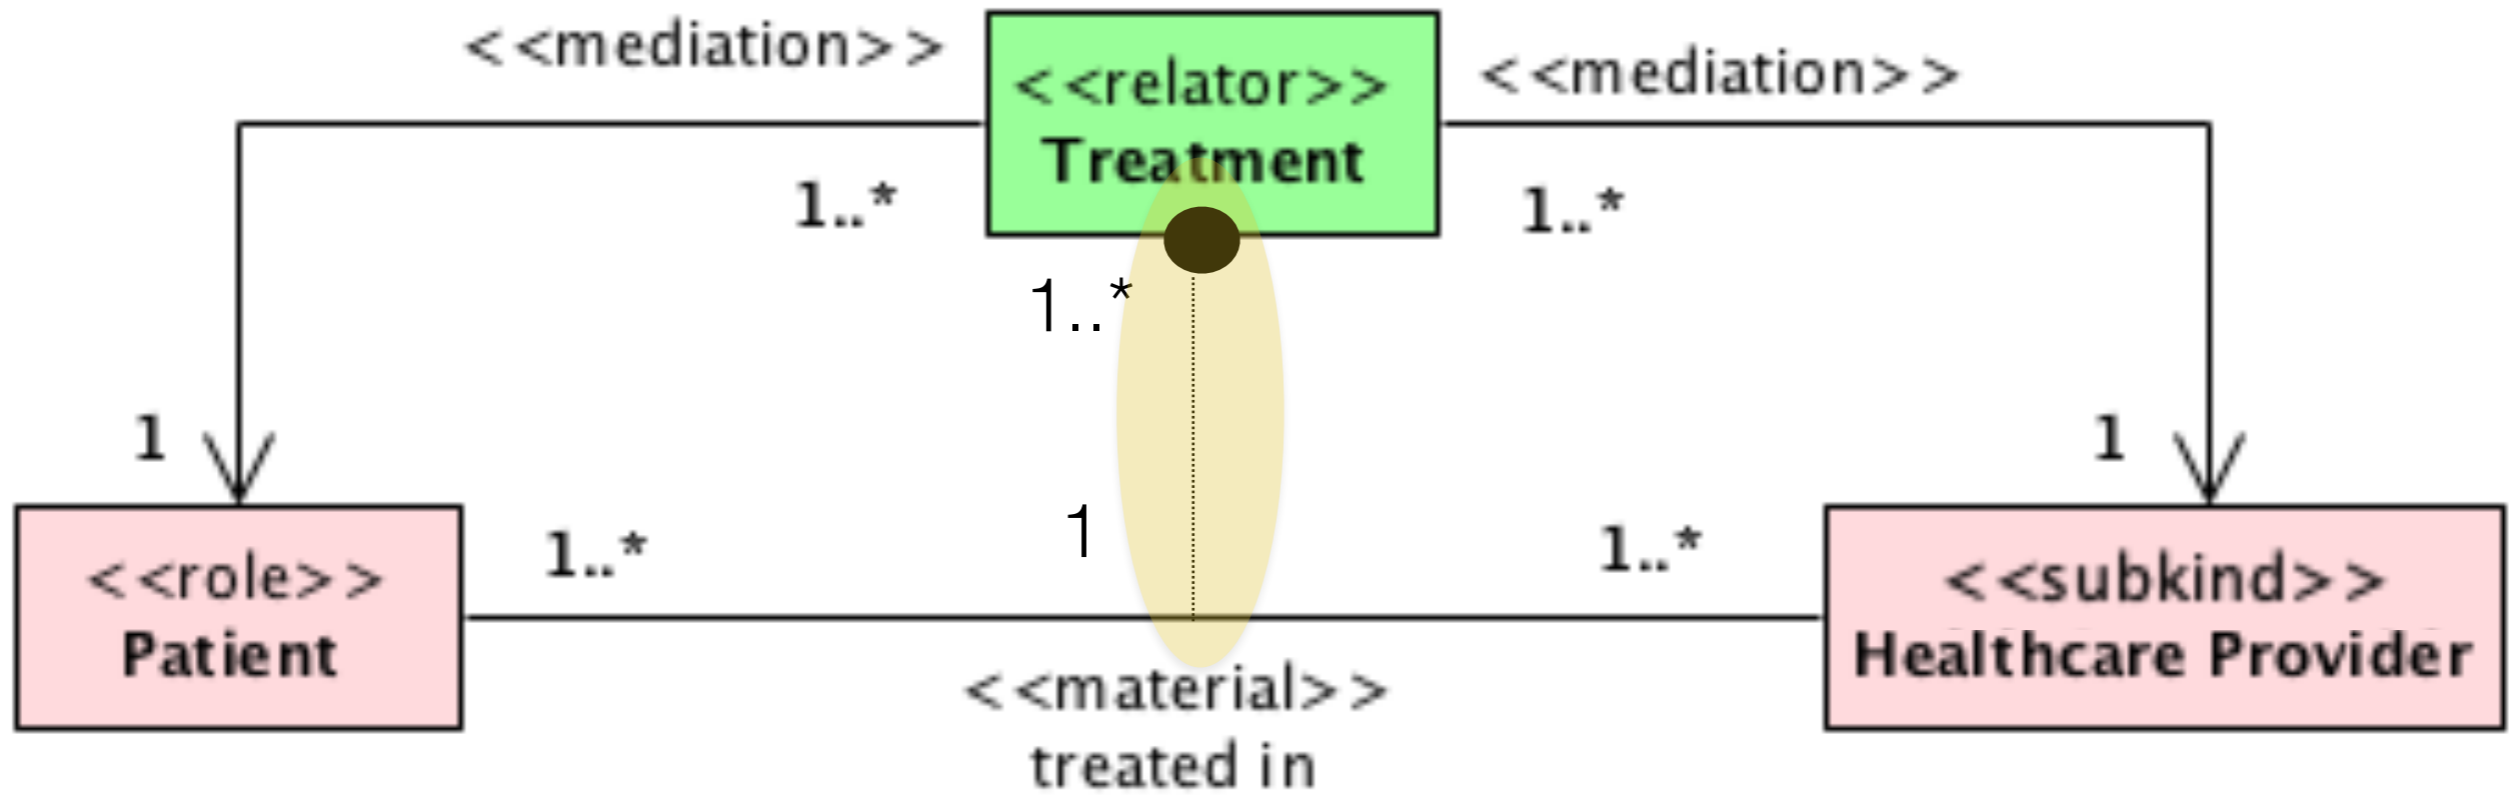 <<mediation>>
<<relator>>
Treatment
<<mediation>>
1..*
1..*
1..*
1
1
<<role>>
Patient
1..*
1
1..*
<<subkind>>
Healthcare Provider
<<material>>
treated in